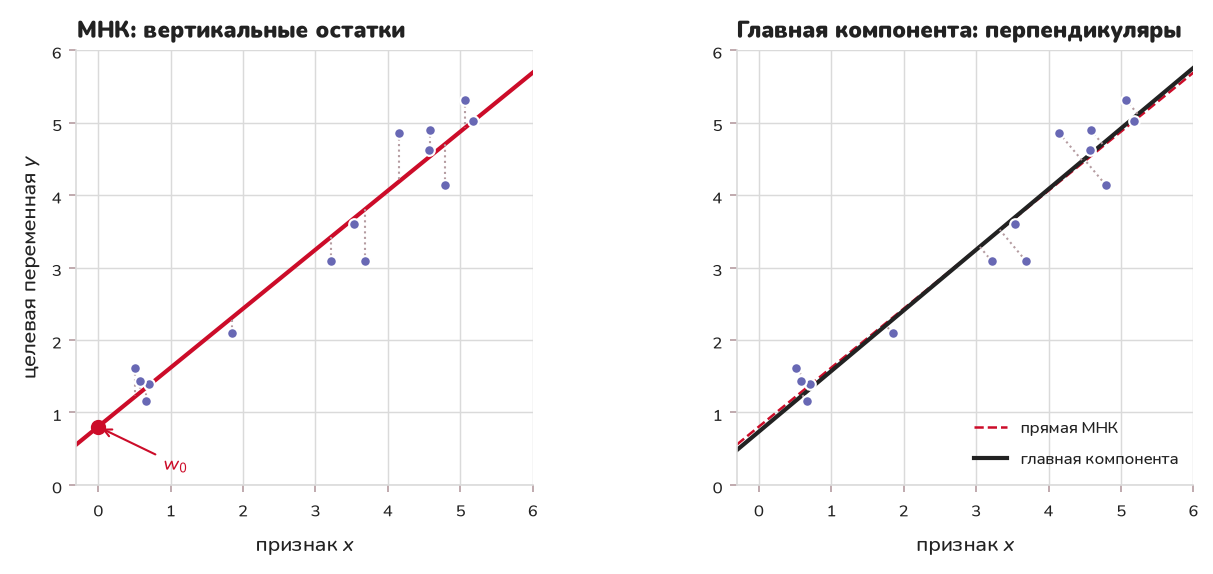 МНК: вертикальные остатки
целевая переменная y
6
5
4
3
2
1
0
w0
0 1 2 3 4 5 6
признак x
Главная компонента: перпендикуляры
6
5
4
3
2
1
0
прямая МНК
главная компонента
0 1 2 3 4 5 6
признак x